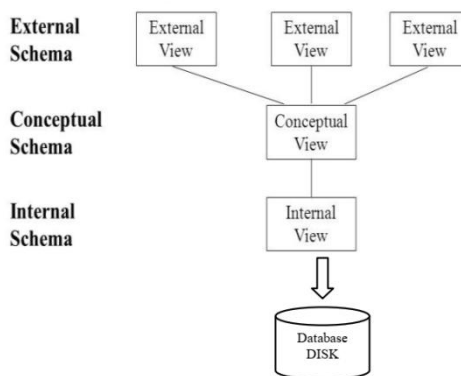 External
Schema
External
View
External
View
External
View
Conceptual
Schema
Conceptual
View
Internal
Schema
Internal
View
Database
DISK